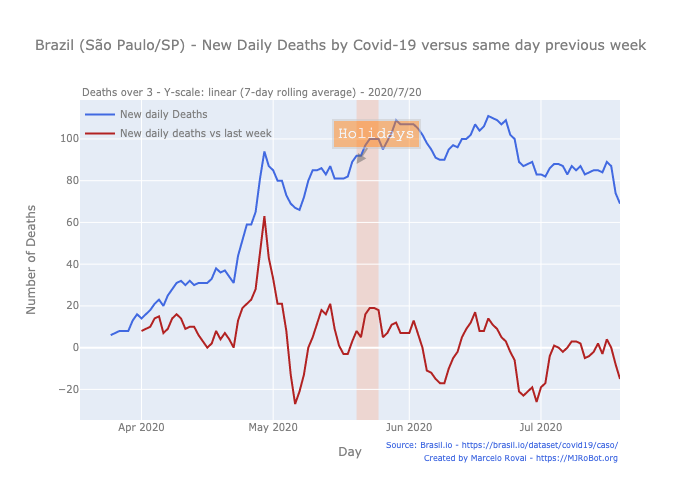 Brazil (São Paulo/SP) - New Daily Deaths by Covid-19 versus same day previous week
Deaths over 3 - Y-scale: linear (7-day rolling average) - 2020/7/20
New daily Deaths
New daily deaths vs last week
Holidays
100
80
60
40
20
0
−20
Number of Deaths
Apr 2020
May 2020
Jun 2020
Jul 2020
Day
Source: Brasil.io - https://brasil.io/dataset/covid19/caso/
Created by Marcelo Rovai - https://MJRoBot.org